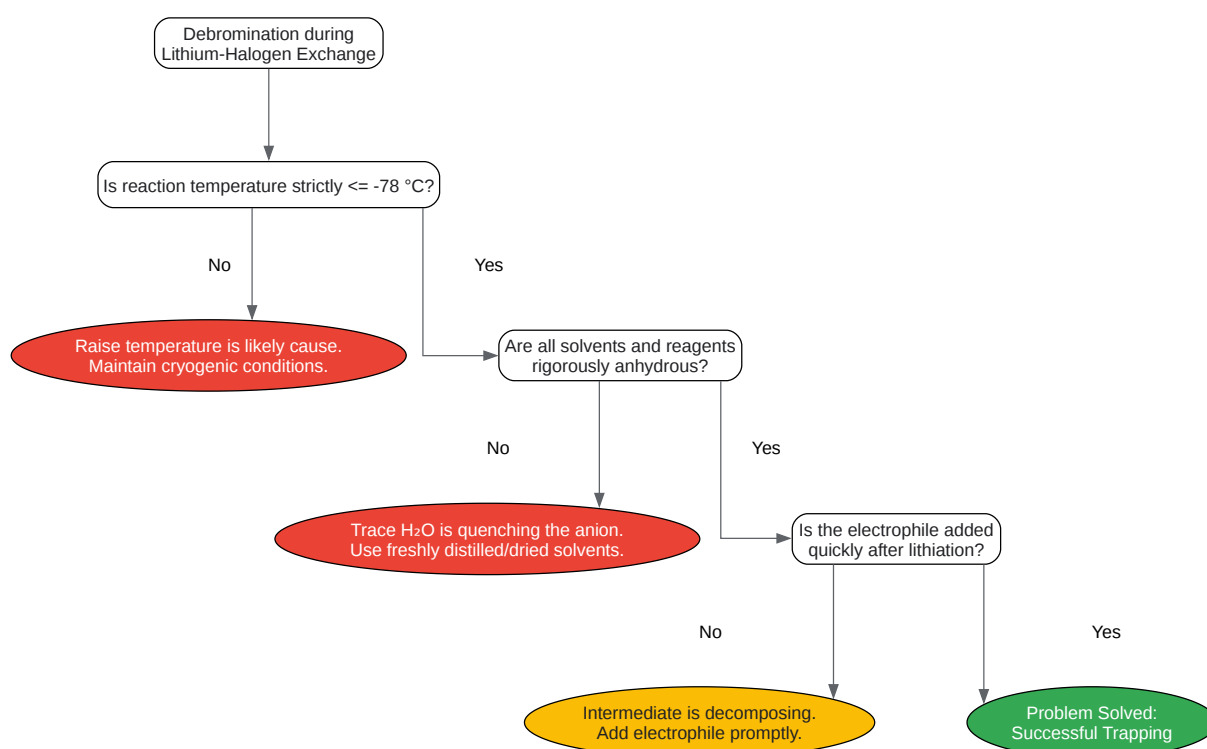 Debromination during
Lithium-Halogen Exchange
Is reaction temperature strictly <= -78 °C?
No
Yes
Raise temperature is likely cause.
Maintain cryogenic conditions.
Are all solvents and reagents
rigorously anhydrous?
No
Yes
Trace H₂O is quenching the anion.
Use freshly distilled/dried solvents.
Is the electrophile added
quickly after lithiation?
No
Yes
Intermediate is decomposing.
Add electrophile promptly.
Problem Solved:
Successful Trapping